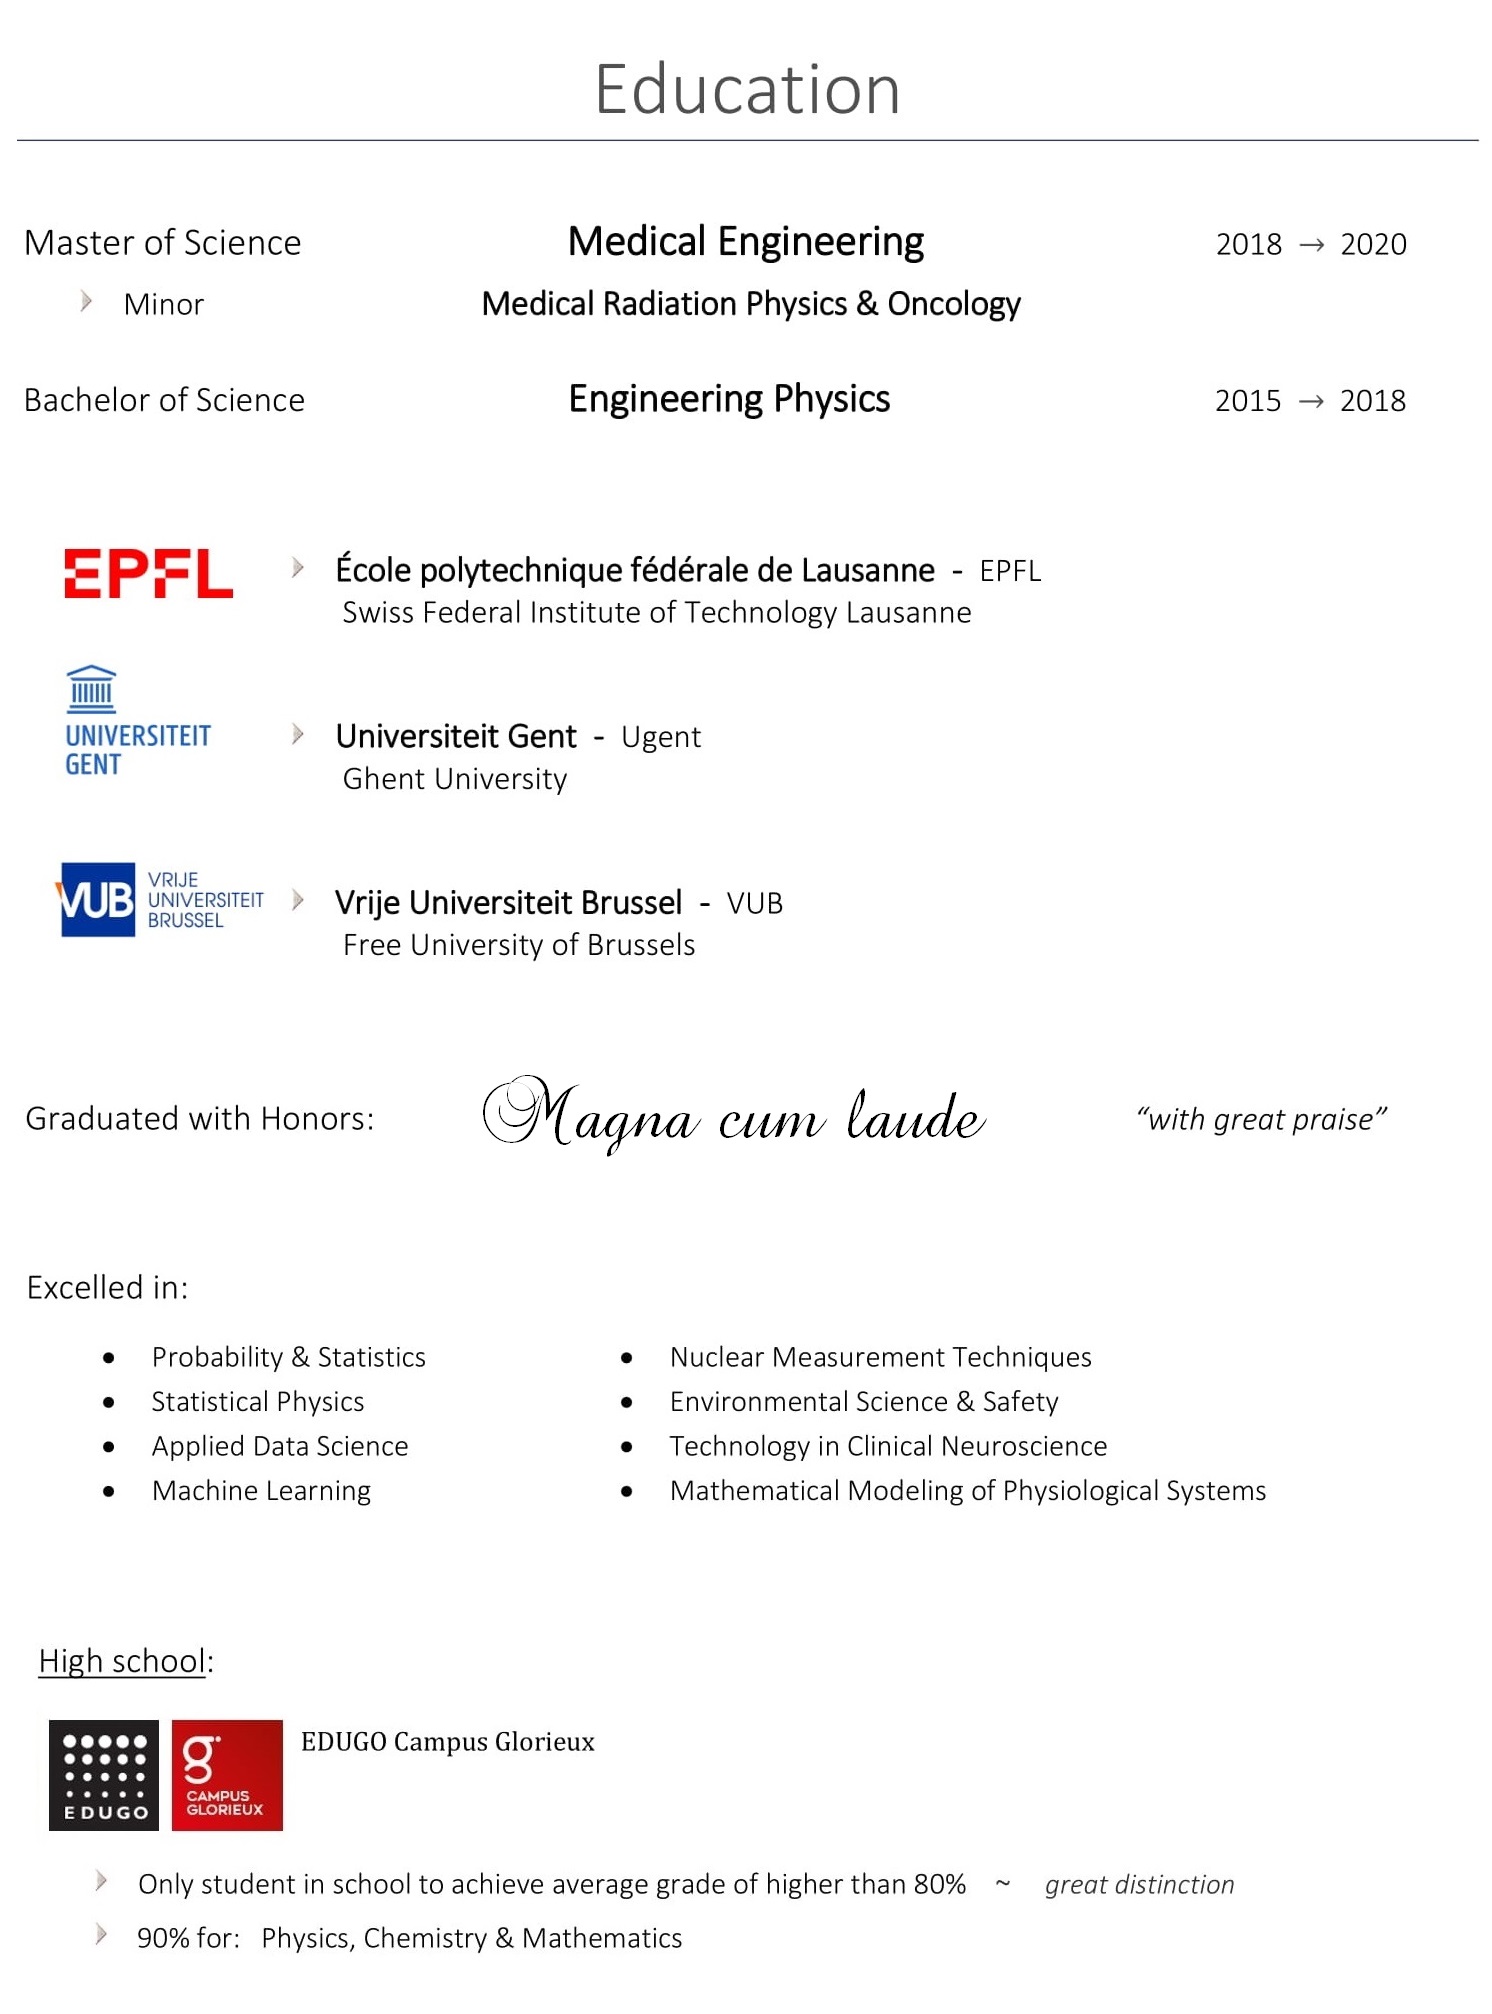 Education
Master of Science Medical Engineering 2018 → 2020
Minor Medical Radiation Physics & Oncology
Bachelor of Science Engineering Physics 2015 → 2018
EPFL
École polytechnique fédérale de Lausanne - EPFL
Swiss Federal Institute of Technology Lausanne
UNIVERSITEIT
GENT
Universiteit Gent - Ugent
Ghent University
VUB
VRIJE
UNIVERSITEIT
BRUSSEL
Vrije Universiteit Brussel - VUB
Free University of Brussels
Graduated with Honors: Magna cum laude “with great praise”
Excelled in:
• Probability & Statistics
• Statistical Physics
• Applied Data Science
• Machine Learning
• Nuclear Measurement Techniques
• Environmental Science & Safety
• Technology in Clinical Neuroscience
• Mathematical Modeling of Physiological Systems
High school:
EDUGO
g
CAMPUS
GLORIEUX
EDUGO Campus Glorieux
Only student in school to achieve average grade of higher than 80% ~ great distinction
90% for: Physics, Chemistry & Mathematics